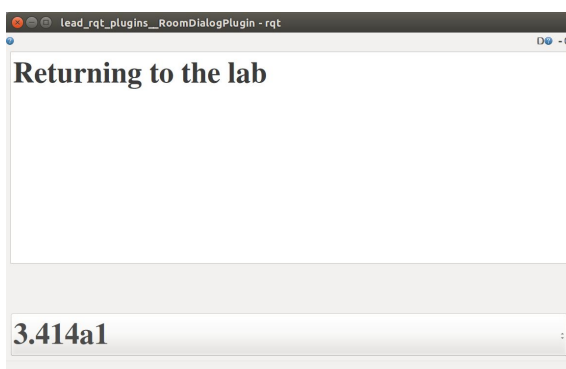 lead_rqt_plugins__RoomDialogPlugin - rqt
D? -
Returning to the lab
3.414a1